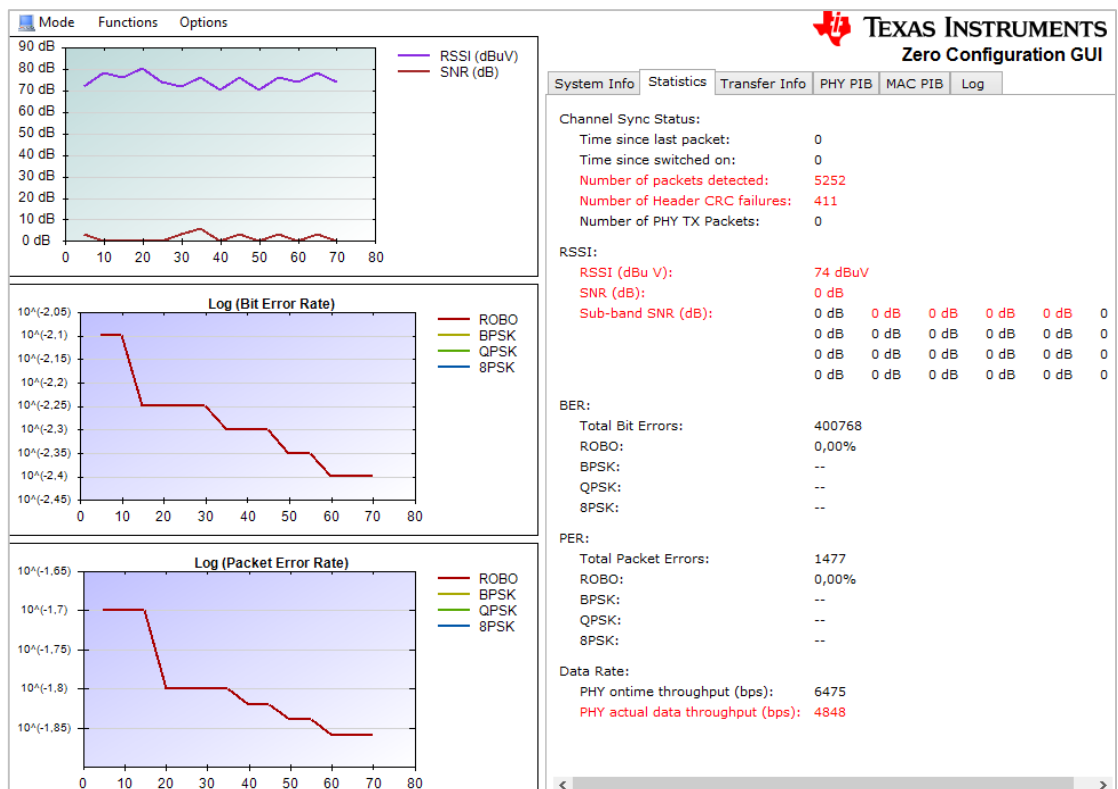 Mode Functions Options
TEXAS INSTRUMENTS
Zero Configuration GUI
90 dB
80 dB
70 dB
60 dB
50 dB
40 dB
30 dB
20 dB
10 dB
0 dB
0 10 20 30 40 50 60 70 80
RSSI (dBuV)
SNR (dB)
Log (Bit Error Rate)
10^(-2,05)
10^(-2,1)
10^(-2,15)
10^(-2,2)
10^(-2,25)
10^(-2,3)
10^(-2,35)
10^(-2,4)
10^(-2,45)
0 10 20 30 40 50 60 70 80
ROBO
BPSK
QPSK
8PSK
Log (Packet Error Rate)
10^(-1,65)
10^(-1,7)
10^(-1,75)
10^(-1,8)
10^(-1,85)
0 10 20 30 40 50 60 70 80
ROBO
BPSK
QPSK
8PSK
System Info Statistics Transfer Info PHY PIB MAC PIB Log
Channel Sync Status:
Time since last packet: 0
Time since switched on: 0
Number of packets detected: 5252
Number of Header CRC failures: 411
Number of PHY TX Packets: 0
RSSI:
RSSI (dBu V): 74 dBuV
SNR (dB): 0 dB
Sub-band SNR (dB): 0 dB 0 dB 0 dB 0 dB 0 dB 0
0 dB 0 dB 0 dB 0 dB 0 dB 0
0 dB 0 dB 0 dB 0 dB 0 dB 0
0 dB 0 dB 0 dB 0 dB 0 dB 0
BER:
Total Bit Errors: 400768
ROBO: 0,00%
BPSK: --
QPSK: --
8PSK: --
PER:
Total Packet Errors: 1477
ROBO: 0,00%
BPSK: --
QPSK: --
8PSK: --
Data Rate:
PHY ontime throughput (bps): 6475
PHY actual data throughput (bps): 4848